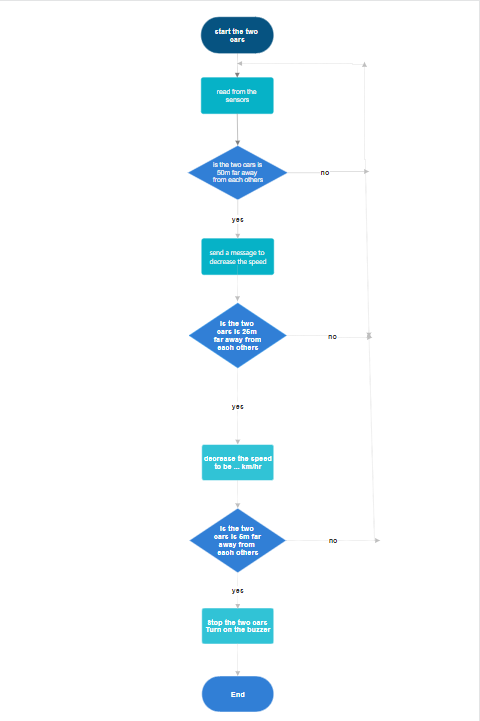 start the two
cars
read from the
sensors
is the two cars is
50m far away
from each others
no
yes
send a message to
decrease the speed
is the two
cars is 25m
far away from
each others
no
yes
decrease the speed
to be ... km/hr
is the two
cars is 5m far
away from
each others
no
yes
Stop the two cars
Turn on the buzzer
End